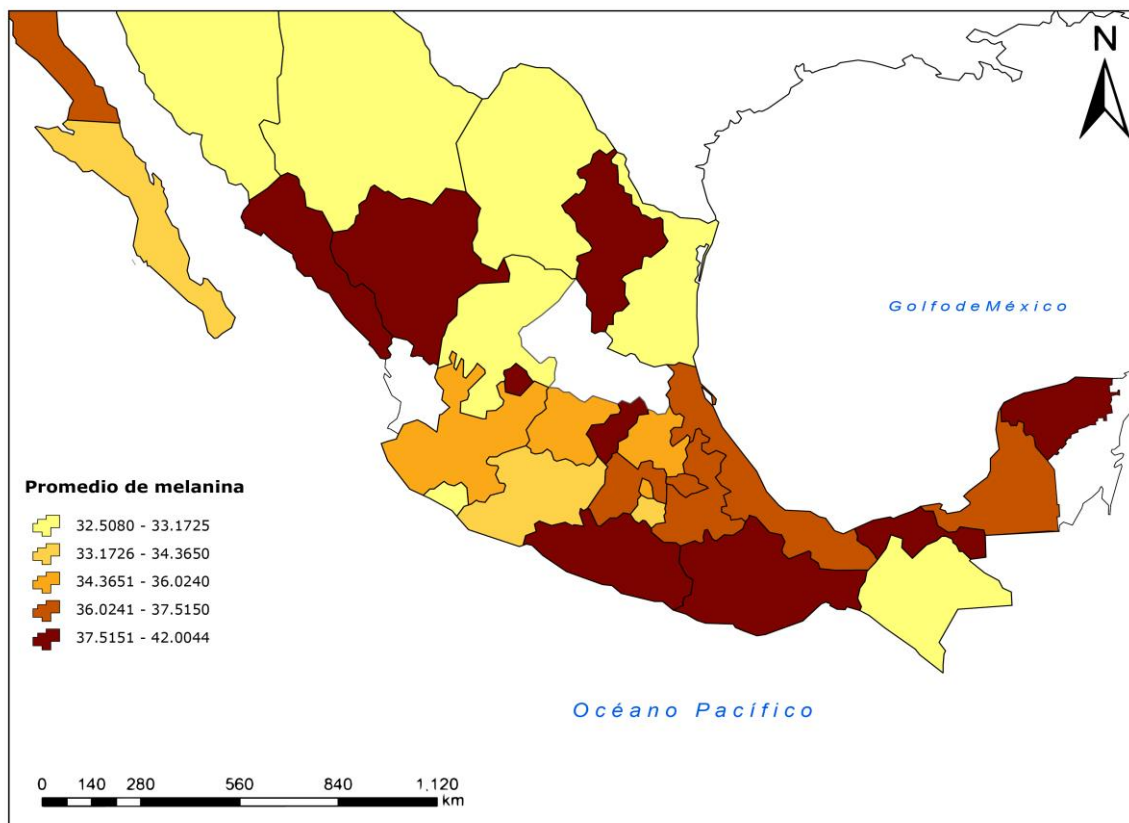 N
Golfo de México
Promedio de melanina
32.5080 - 33.1725
33.1726 - 34.3650
34.3651 - 36.0240
36.0241 - 37.5150
37.5151 - 42.0044
Océano Pacífico
0 140 280 560 840 1,120
km